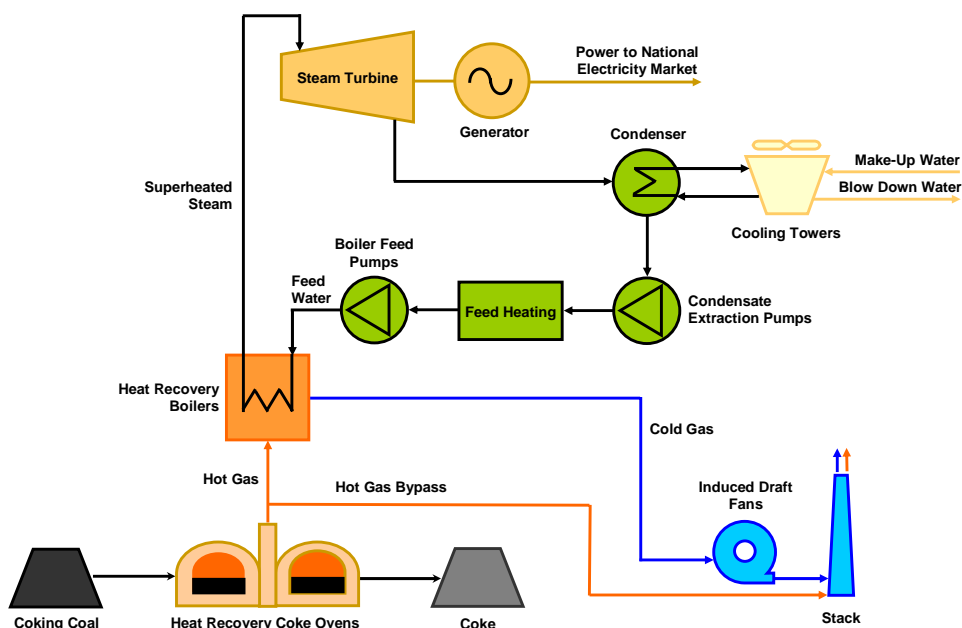 Power to National
Electricity Market
Steam Turbine
Generator
Condenser
Make-Up Water
Blow Down Water
Superheated
Steam
Cooling Towers
Boiler Feed
Pumps
Feed
Water
Feed Heating
Condensate
Extraction Pumps
Heat Recovery
Boilers
Cold Gas
Hot Gas
Hot Gas Bypass
Induced Draft
Fans
Coking Coal
Heat Recovery Coke Ovens
Coke
Stack